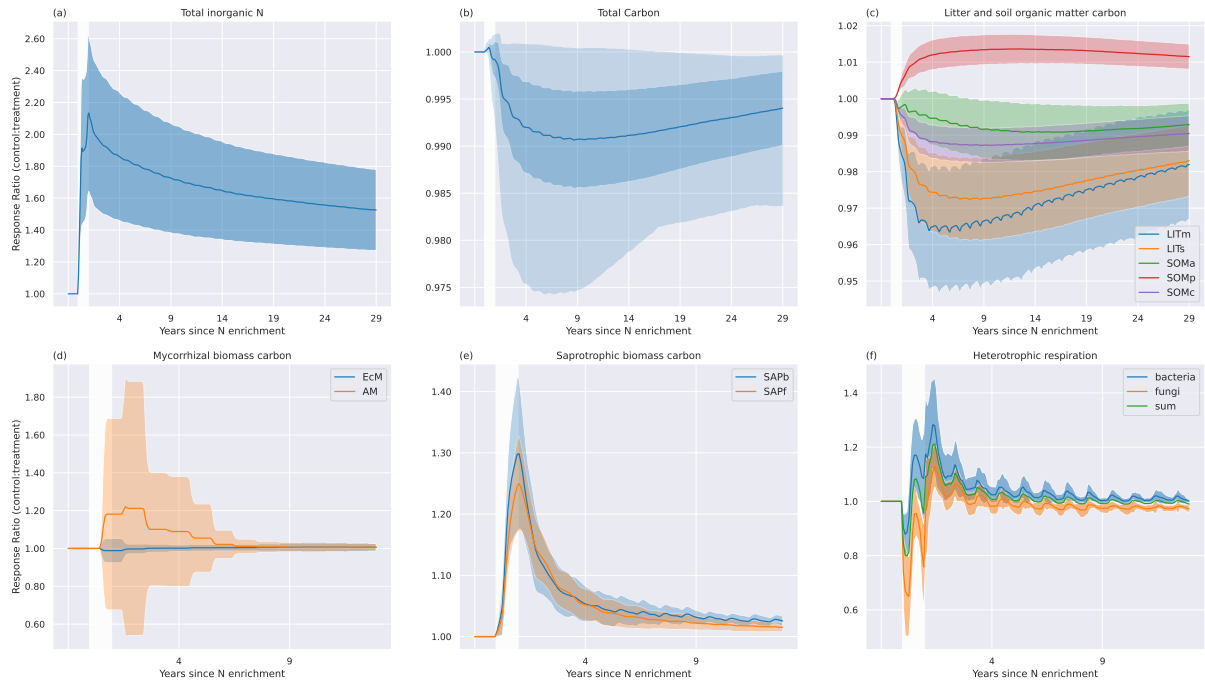 (a) Total inorganic N
Response Ratio (control:treatment)
2.60
2.40
2.20
2.00
1.80
1.60
1.40
1.20
1.00
4 9 14 19 24 29
Years since N enrichment
(b) Total Carbon
1.000
0.995
0.990
0.985
0.980
0.975
4 9 14 19 24 29
Years since N enrichment
(c) Litter and soil organic matter carbon
1.02
1.01
1.00
0.99
0.98
0.97
0.96
0.95
LITm
LITs
SOMa
SOMp
SOMc
4 9 14 19 24 29
Years since N enrichment
(d) Mycorrhizal biomass carbon
Response Ratio (control:treatment)
1.80
1.60
1.40
1.20
1.00
0.80
0.60
EcM
AM
4 9
Years since N enrichment
(e) Saprotrophic biomass carbon
1.40
1.30
1.20
1.10
1.00
SAPb
SAPf
4 9
Years since N enrichment
(f) Heterotrophic respiration
1.4
1.2
1.0
0.8
0.6
bacteria
fungi
sum
4 9
Years since N enrichment